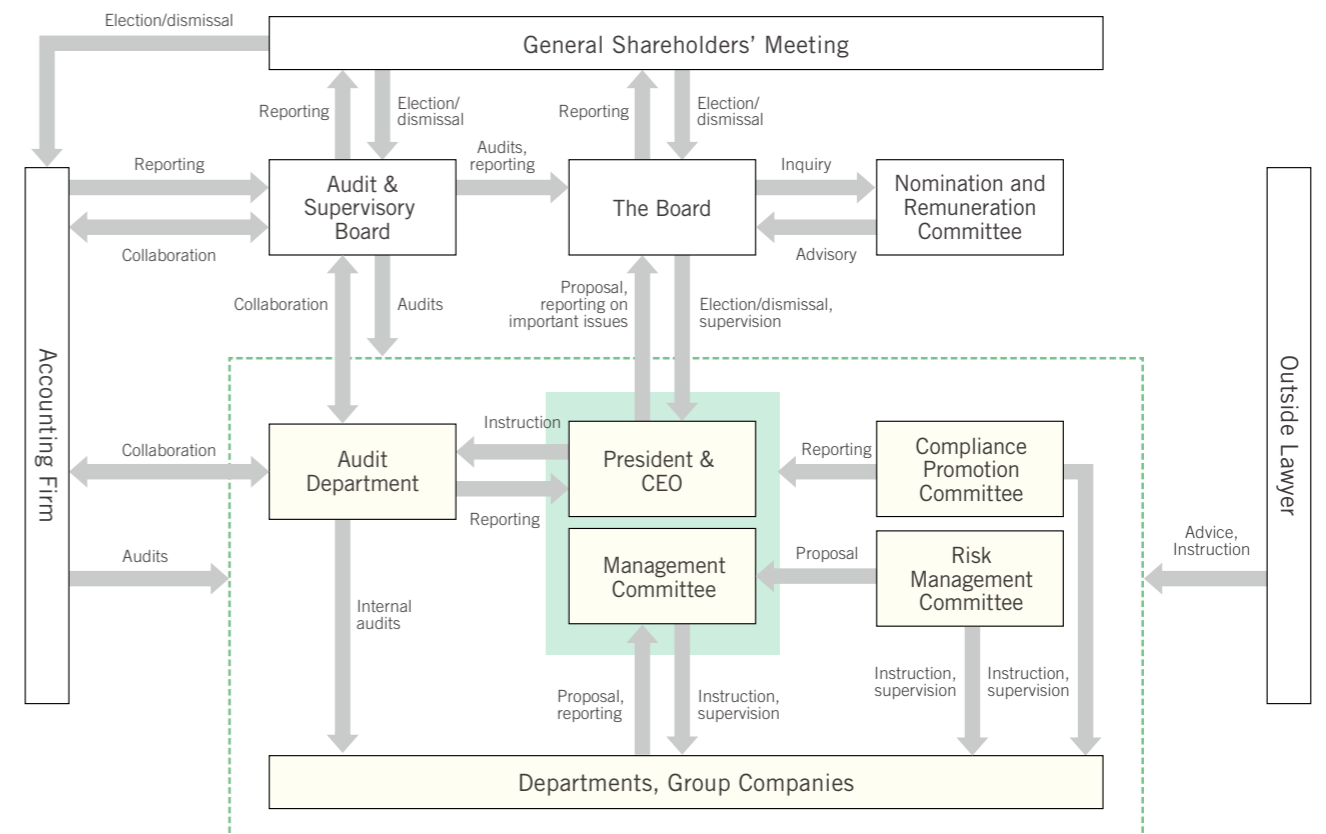 Election/dismissal
General Shareholders’ Meeting
Reporting
Election/
dismissal
Reporting
Election/
dismissal
Reporting
Audits,
reporting
Inquiry
Audit &
Supervisory
Board
The Board
Nomination and
Remuneration
Committee
Collaboration
Advisory
Collaboration
Audits
Proposal,
reporting on
important issues
Election/dismissal,
supervision
Accounting Firm
Outside Lawyer
Collaboration
Audit
Department
Instruction
Reporting
President &
CEO
Reporting
Compliance
Promotion
Committee
Audits
Management
Committee
Proposal
Risk
Management
Committee
Advice,
Instruction
Internal
audits
Proposal,
reporting
Instruction,
supervision
Instruction,
supervision
Instruction,
supervision
Departments, Group Companies